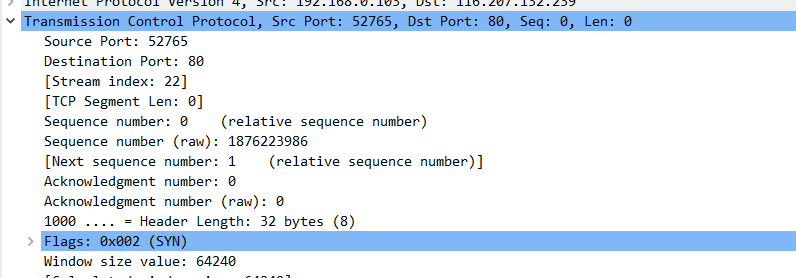 Internet Protocol Version 4, Src: 192.168.0.105, Dst: 116.207.132.239
Transmission Control Protocol, Src Port: 52765, Dst Port: 80, Seq: 0, Len: 0
Source Port: 52765
Destination Port: 80
[Stream index: 22]
[TCP Segment Len: 0]
Sequence number: 0    (relative sequence number)
Sequence number (raw): 1876223986
[Next sequence number: 1    (relative sequence number)]
Acknowledgment number: 0
Acknowledgment number (raw): 0
1000 .... = Header Length: 32 bytes (8)
Flags: 0x002 (SYN)
Window size value: 64240